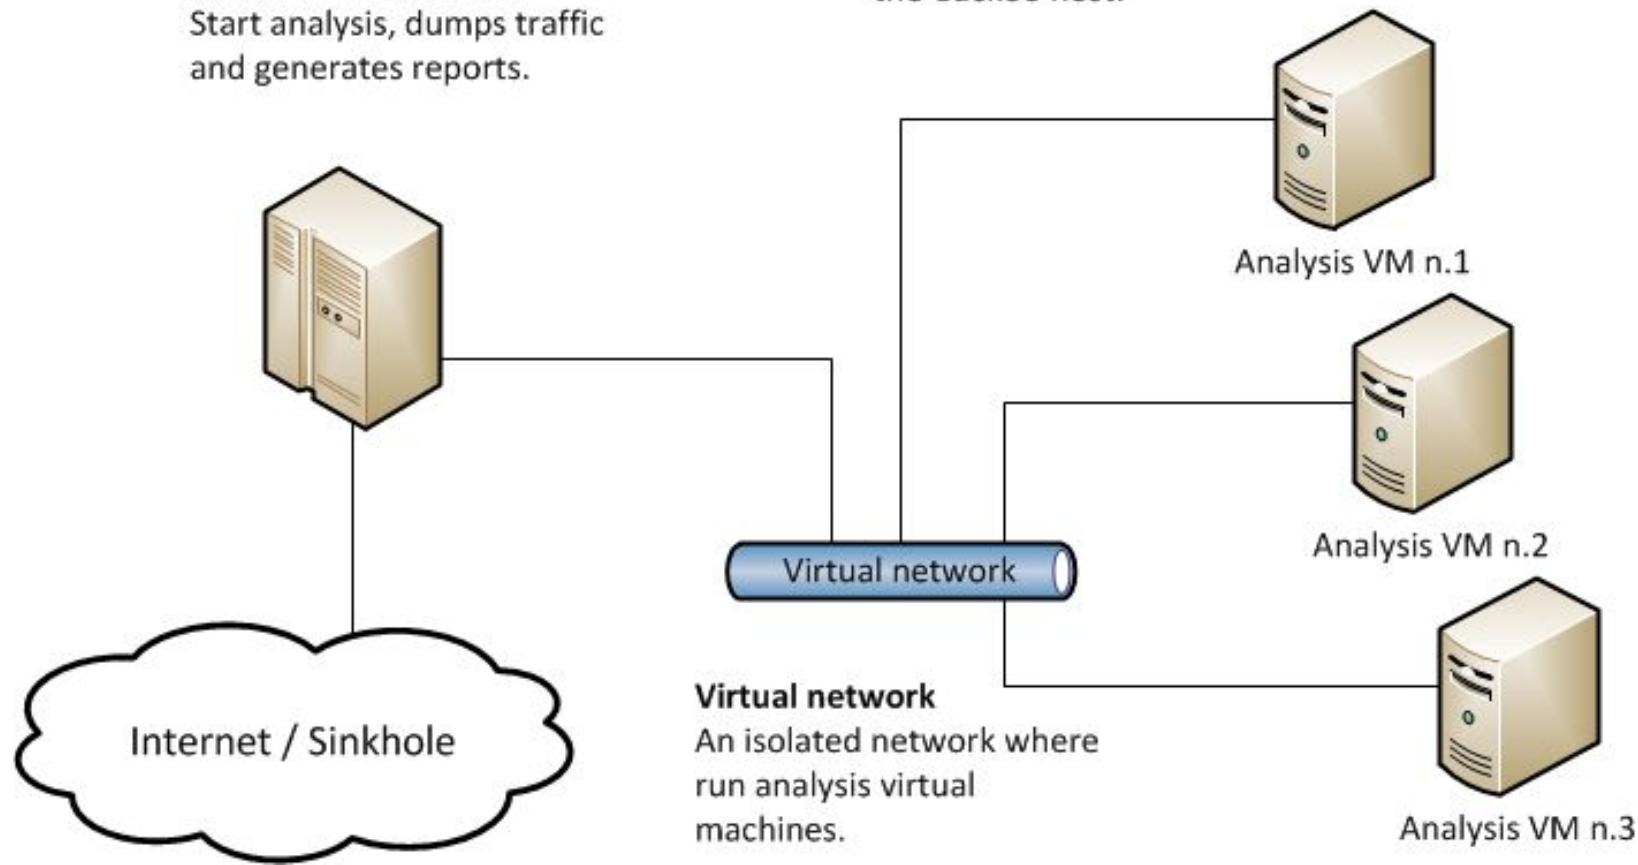 Start analysis, dumps traffic
and generates reports.
Analysis VM n.1
Analysis VM n.2
Virtual network
Internet / Sinkhole
Virtual network
An isolated network where
run analysis virtual
machines.
Analysis VM n.3